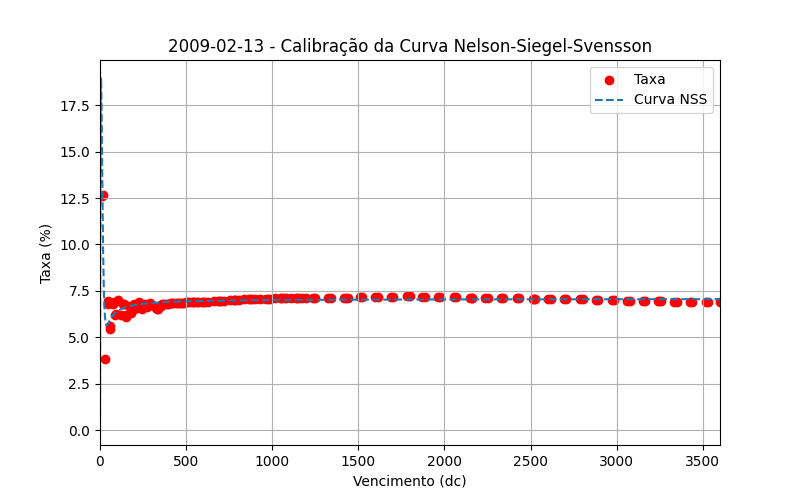 2009-02-13 - Calibração da Curva Nelson-Siegel-Svensson
Taxa
Curva NSS
Taxa (%)
17.5
15.0
12.5
10.0
7.5
5.0
2.5
0.0
0 500 1000 1500 2000 2500 3000 3500
Vencimento (dc)